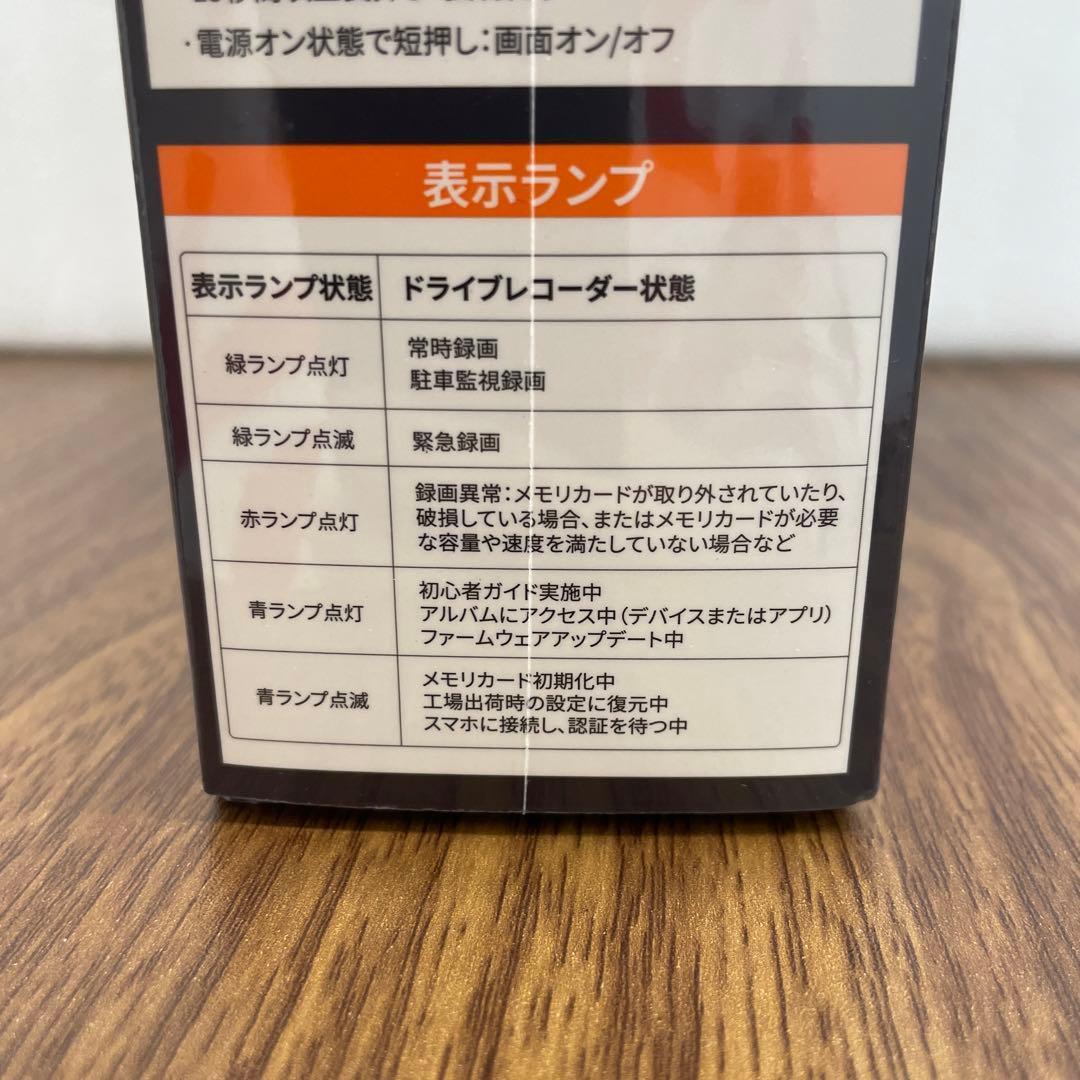 ・電源オン状態で短押し：画面オン/オフ
表示ランプ
表示ランプ状態 ドライブレコーダー状態
緑ランプ点灯
常時録画
駐車監視録画
緑ランプ点滅 緊急録画
赤ランプ点灯
録画異常：メモリカードが取り外されていたり、
破損している場合、またはメモリカードが必要
な容量や速度を満たしていない場合など
青ランプ点灯
初心者ガイド実施中
アルバムにアクセス中（デバイスまたはアプリ）
ファームウェアアップデート中
青ランプ点滅
メモリカード初期化中
工場出荷時の設定に復元中
スマホに接続し、認証を待つ中